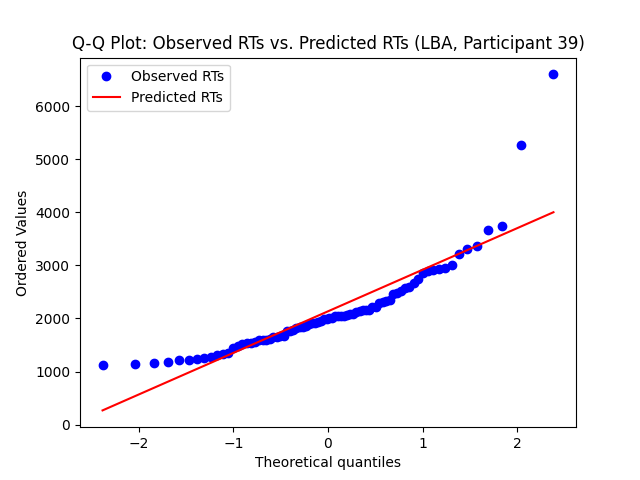 Q-Q Plot: Observed RTs vs. Predicted RTs (LBA, Participant 39)
Observed RTs
Predicted RTs
Ordered Values
6000
5000
4000
3000
2000
1000
0
−2
−1
0
1
2
Theoretical quantiles